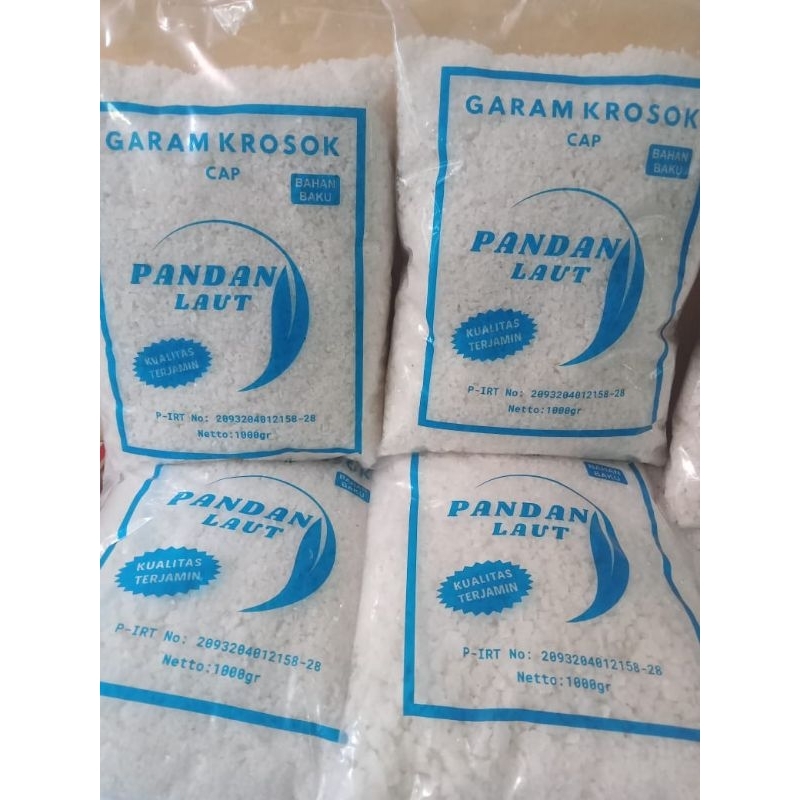 GARAM KROSOK
CAP
BAHAN
BAKU
PANDAN
LAUT
KUALITAS
TERJAMIN
P-IRT No: 2093204012158-28
Netto:1000gr
GARAM KROSOK
CAP
BAHAN
BAKU
PANDAN
LAUT
KUALITAS
TERJAMIN
P-IRT No: 2093204012158-28
Netto:1000gr
BAHAN
BAKU
PANDAN
LAUT
KUALITAS
TERJAMIN
P-IRT No: 2093204012158-28
Netto:1000gr
BAHAN
BAKU
PANDAN
LAUT
KUALITAS
TERJAMIN
P-IRT No: 2093204012158-28
Netto:1000gr